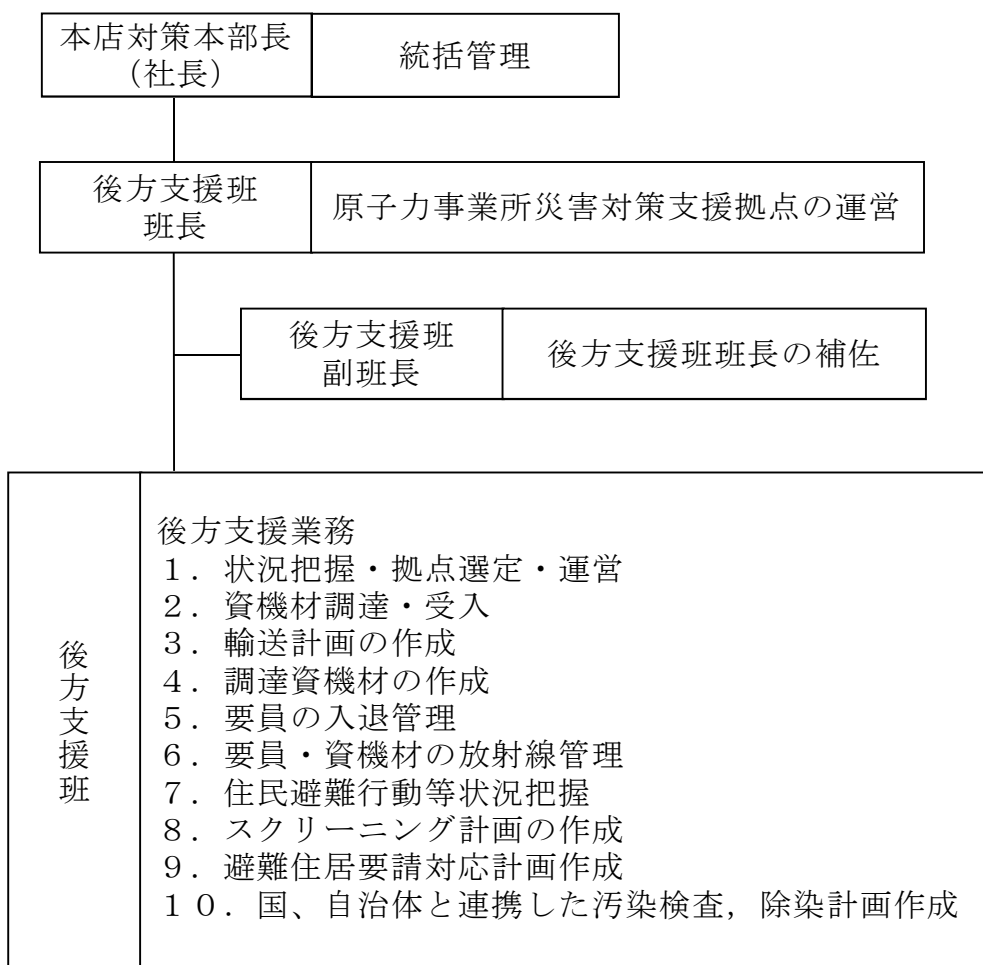 本店対策本部長
(社長)
統括管理
後方支援班
班長
原子力事業所災害対策支援拠点の運営
後方支援班
副班長
後方支援班班長の補佐
後方支援班
後方支援業務
１．状況把握・拠点選定・運営
２．資機材調達・受入
３．輸送計画の作成
４．調達資機材の作成
５．要員の入退管理
６．要員・資機材の放射線管理
７．住民避難行動等状況把握
８．スクリーニング計画の作成
９．避難住居要請対応計画作成
１０．国、自治体と連携した汚染検査，除染計画作成